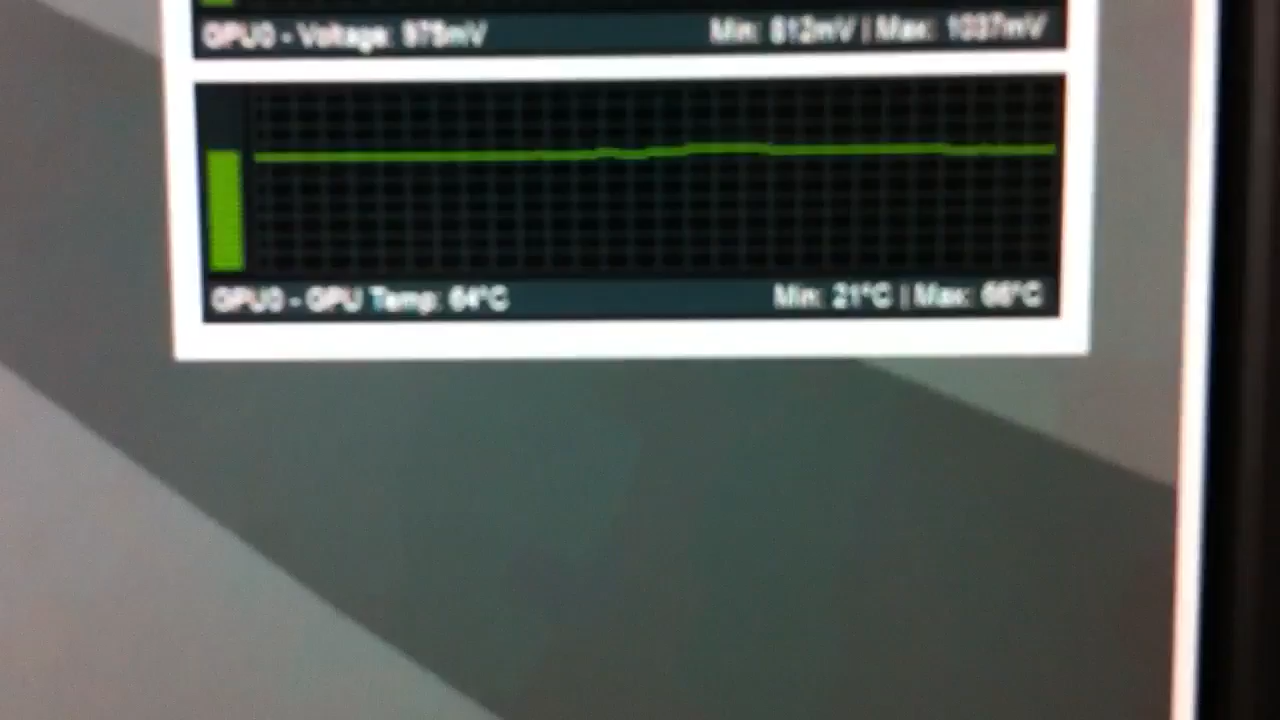 GPU0 - Voltage: 975mV Min: 812mV | Max: 1037mV
GPU0 - GPU Temp: 64°C Min: 21°C | Max: 66°C